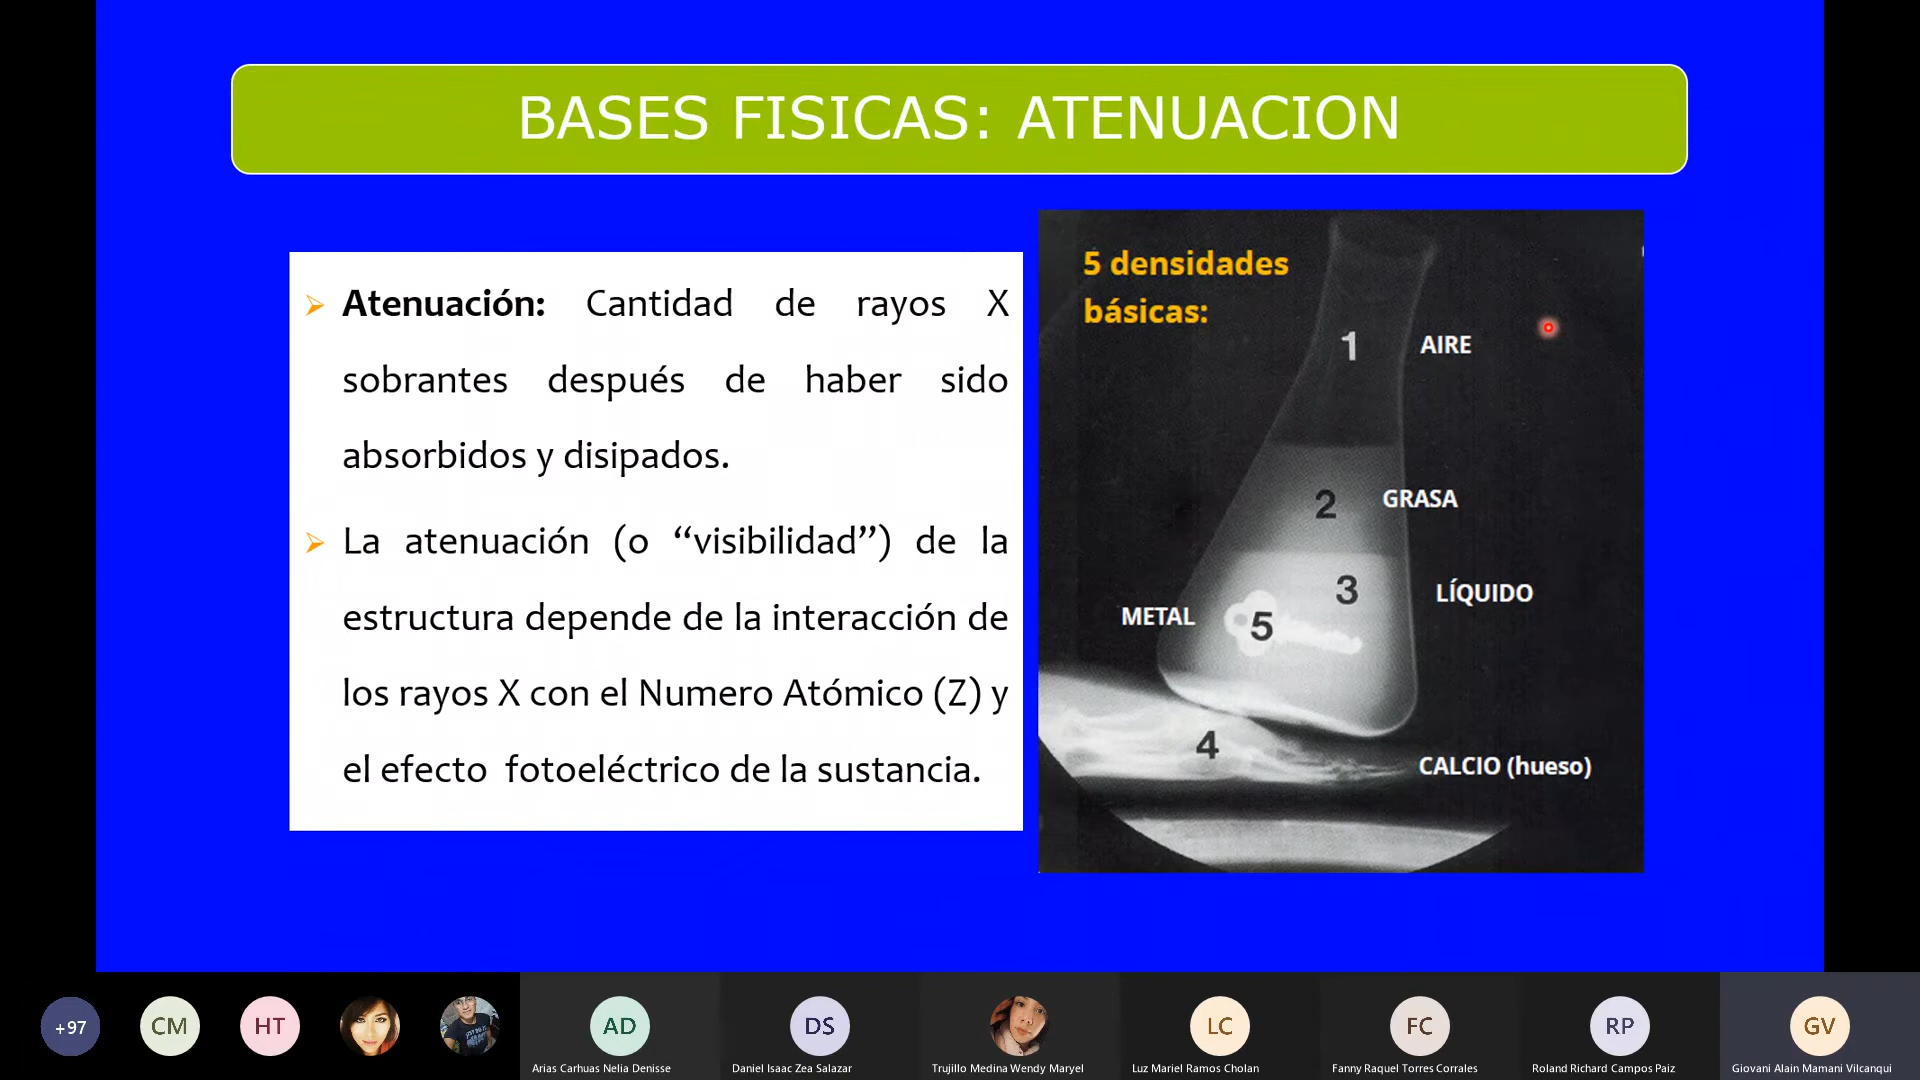 BASES FISICAS: ATENUACION
Atenuación: Cantidad de rayos X
sobrantes después de haber sido
absorbidos y disipados.
La atenuación (o “visibilidad”) de la
estructura depende de la interacción de
los rayos X con el Numero Atómico (Z) y
el efecto fotoeléctrico de la sustancia.
5 densidades
básicas:
1 AIRE
2 GRASA
3 LÍQUIDO
METAL 5
4 CALCIO (hueso)
+97
CM
HT
AD
DS
LC
FC
RP
GV
Arias Carhuas Nelia Denisse
Daniel Isaac Zea Salazar
Trujillo Medina Wendy Maryel
Luz Mariel Ramos Cholan
Fanny Raquel Torres Corrales
Roland Richard Campos Paiz
Giovani Alain Mamani Vilcanqui